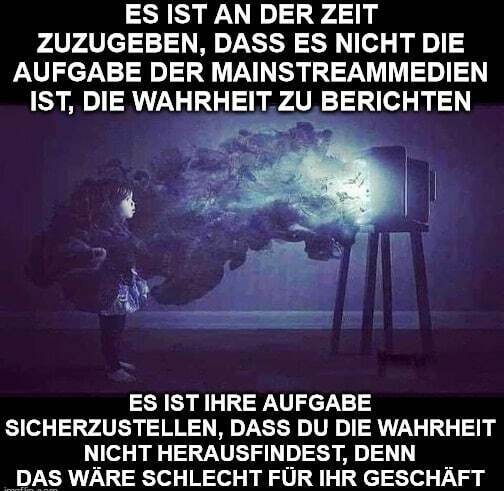 ES IST AN DER ZEIT
ZUZUGEBEN, DASS ES NICHT DIE
AUFGABE DER MAINSTREAMMEDIEN
IST, DIE WAHRHEIT ZU BERICHTEN
ES IST IHRE AUFGABE
SICHERZUSTELLEN, DASS DU DIE WAHRHEIT
NICHT HERAUSFINDEST, DENN
DAS WÄRE SCHLECHT FÜR IHR GESCHÄFT